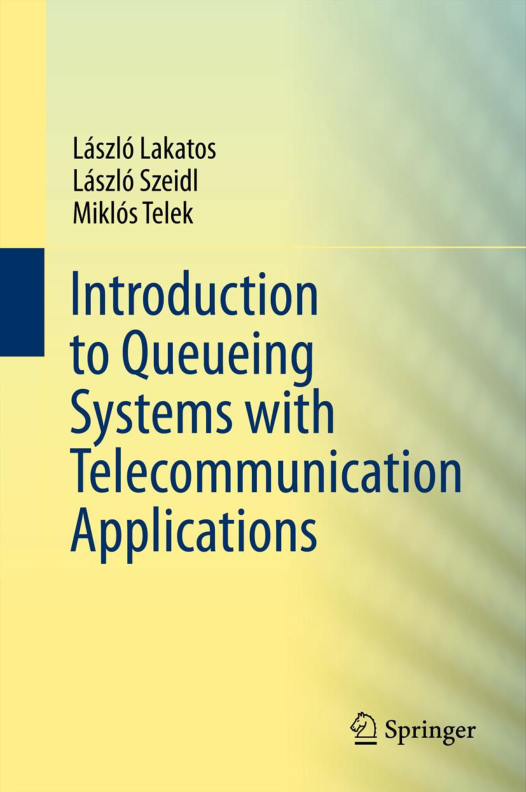 László Lakatos
László Szeidl
Miklós Telek
Introduction
to Queueing
Systems with
Telecommunication
Applications
Springer